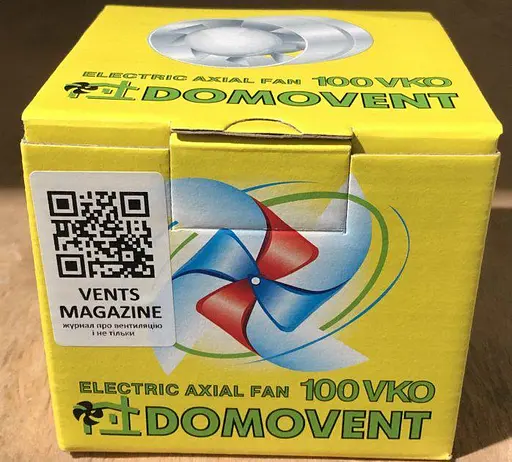 ELECTRIC AXIAL FAN 100 VKO
DOMOVENT
VENTS
MAGAZINE
журнал про вентиляцію
і не тільки
ELECTRIC AXIAL FAN 100 VKO
DOMOVENT